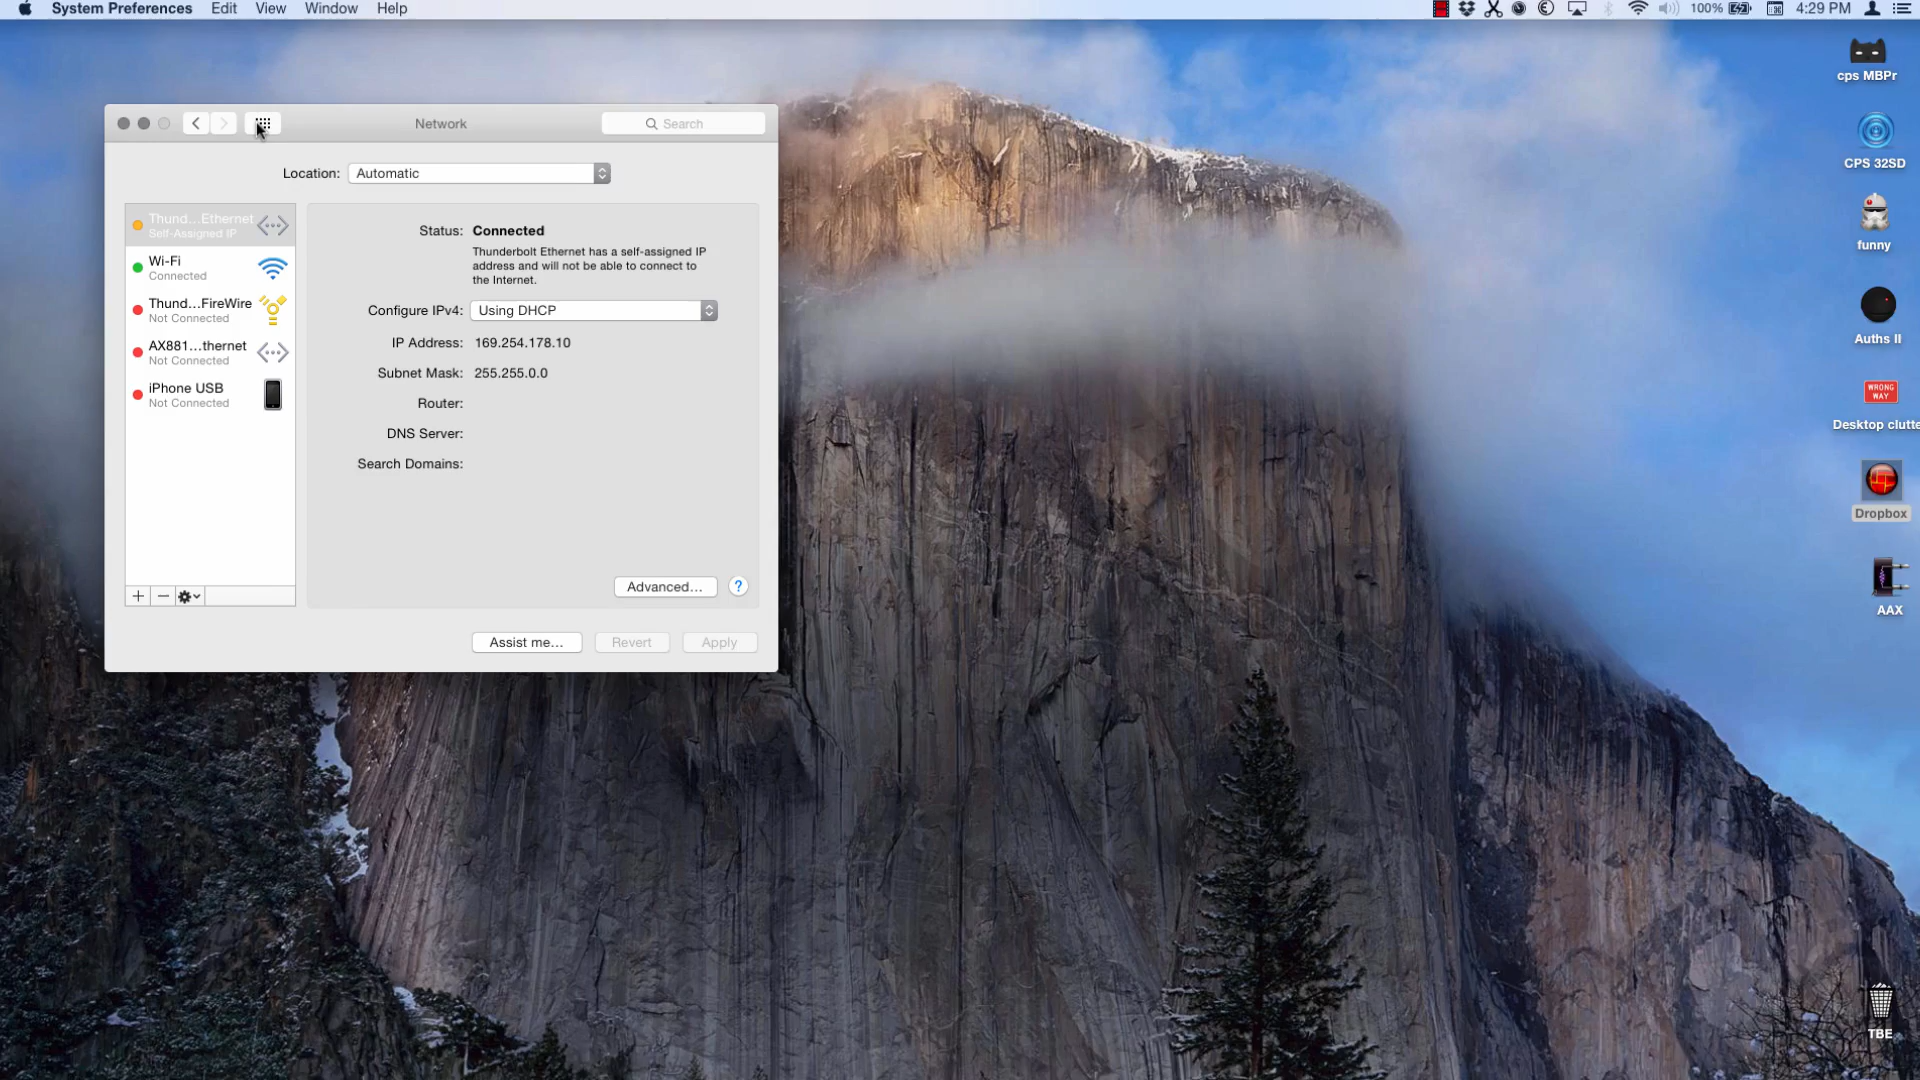 System Preferences Edit View Window Help
100% 4:29 PM
Network
Search
Location: Automatic
Thund...Ethernet
Self-Assigned IP
Wi-Fi
Connected
Thund...FireWire
Not Connected
AX881...thernet
Not Connected
iPhone USB
Not Connected
Status: Connected
Thunderbolt Ethernet has a self-assigned IP
address and will not be able to connect to
the Internet.
Configure IPv4: Using DHCP
IP Address: 169.254.178.10
Subnet Mask: 255.255.0.0
Router:
DNS Server:
Search Domains:
Advanced... ?
Assist me... Revert Apply
cps MBPr
CPS 32SD
funny
Auths II
WRONG
WAY
Desktop clutte
Dropbox
AAX
TBE